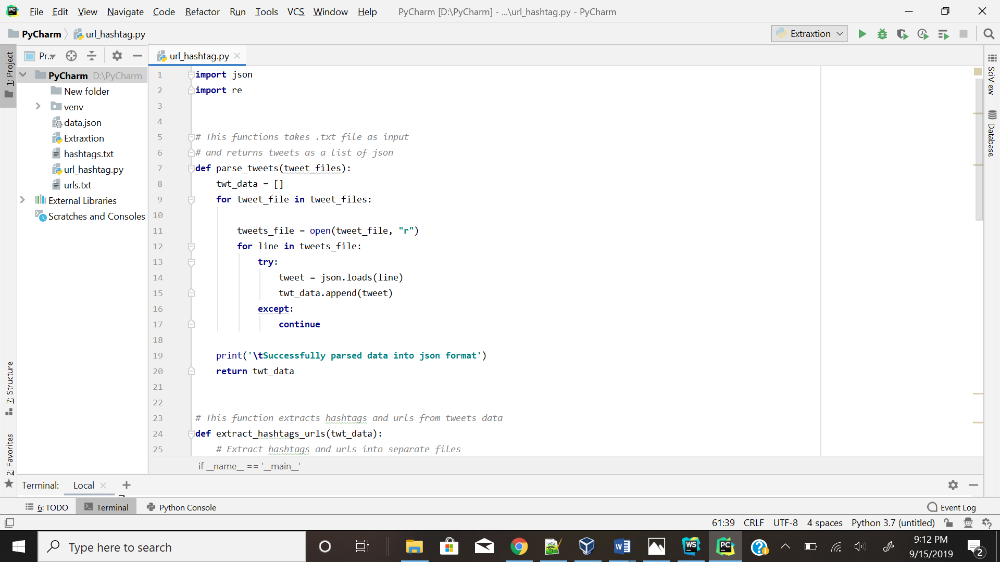 File Edit View Navigate Code Refactor Run Tools VCS Window Help PyCharm [D:\PyCharm] - ...\url_hashtag.py - PyCharm
PyCharm url_hashtag.py Extraxtion
Pr... url_hashtag.py
1: Project
PyCharm D:\PyCharm
New folder
venv
data.json
Extraxtion
hashtags.txt
url_hashtag.py
urls.txt
External Libraries
Scratches and Consoles
7: Structure
2: Favorites
1 import json
2 import re
3
4
5 # This functions takes .txt file as input
6 # and returns tweets as a list of json
7 def parse_tweets(tweet_files):
8 twt_data = []
9 for tweet_file in tweet_files:
10
11 tweets_file = open(tweet_file, "r")
12 for line in tweets_file:
13 try:
14 tweet = json.loads(line)
15 twt_data.append(tweet)
16 except:
17 continue
18
19 print('\tSuccessfully parsed data into json format')
20 return twt_data
21
22
23 # This function extracts hashtags and urls from tweets data
24 def extract_hashtags_urls(twt_data):
25 # Extract hashtags and urls into separate files
if __name__ == '__main__'
SciView
Database
Terminal: Local
6: TODO Terminal Python Console Event Log
61:39 CRLF UTF-8 4 spaces Python 3.7 (untitled)
Type here to search
WS
PC
W
9:12 PM
9/15/2019
2